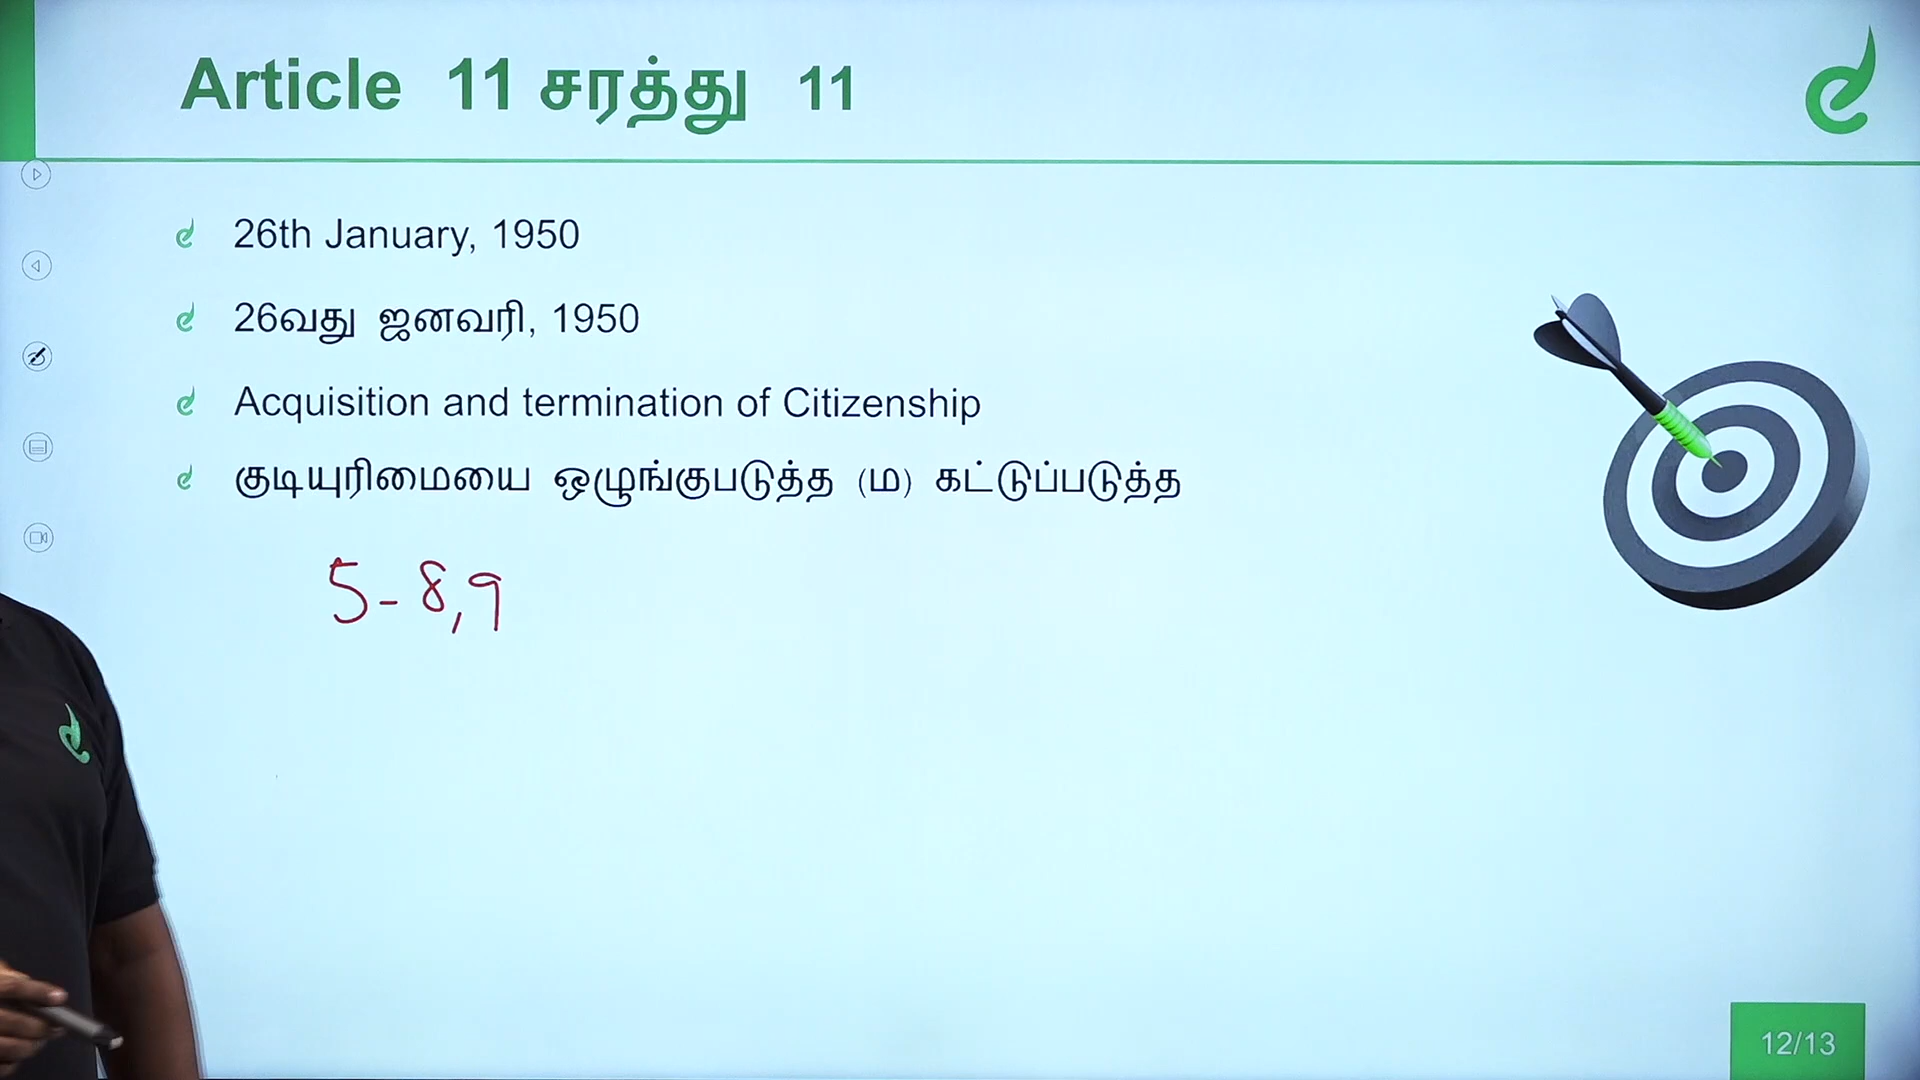 Article 11 சரத்து 11
26th January, 1950
26வது ஜனவரி, 1950
Acquisition and termination of Citizenship
குடியுரிமையை ஒழுங்குபடுத்த (ம) கட்டுப்படுத்த
5-8,9
12/13